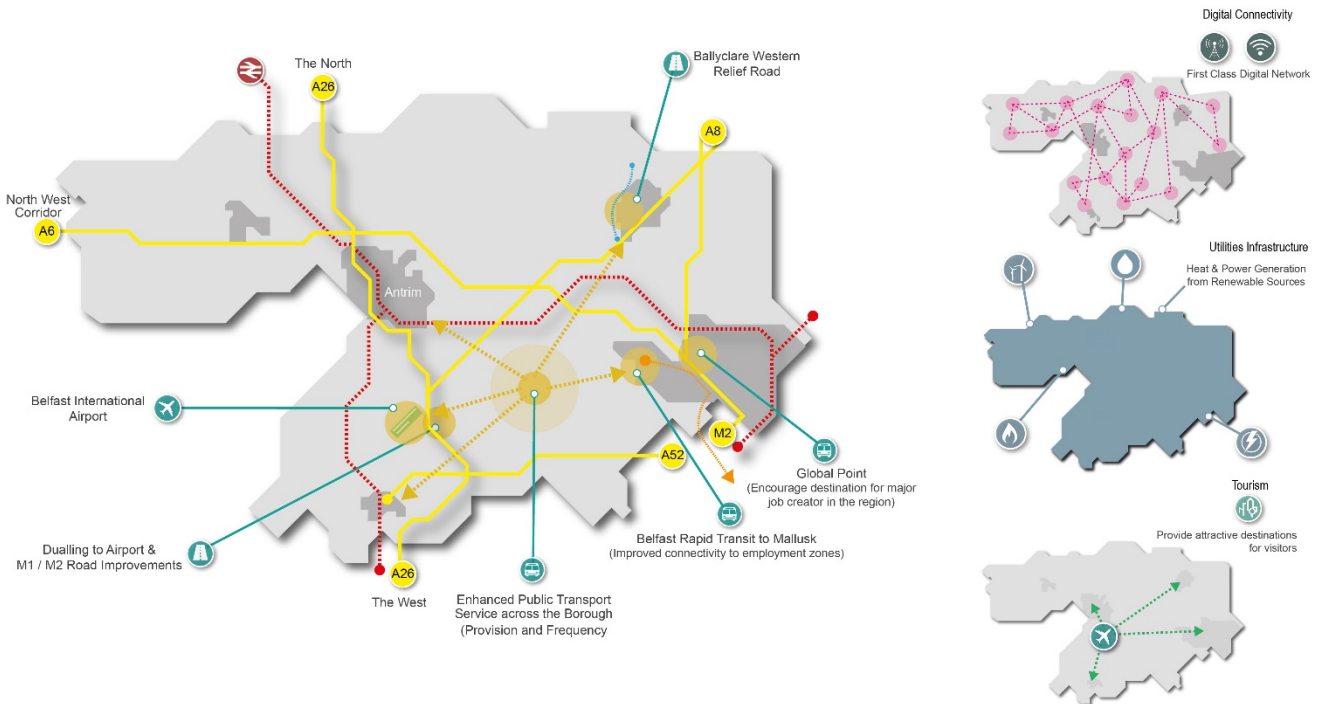 The North
A26
Ballyclare Western
Relief Road
A8
North West
Corridor
A6
Antrim
Belfast International
Airport
M2
A52
Global Point
(Encourage destination for major
job creator in the region)
Belfast Rapid Transit to Mallusk
(Improved connectivity to employment zones)
Dualling to Airport &
M1 / M2 Road Improvements
A26
The West
Enhanced Public Transport
Service across the Borough
(Provision and Frequency
Digital Connectivity
First Class Digital Network
Utilities Infrastructure
Heat & Power Generation
from Renewable Sources
Tourism
Provide attractive destinations
for visitors